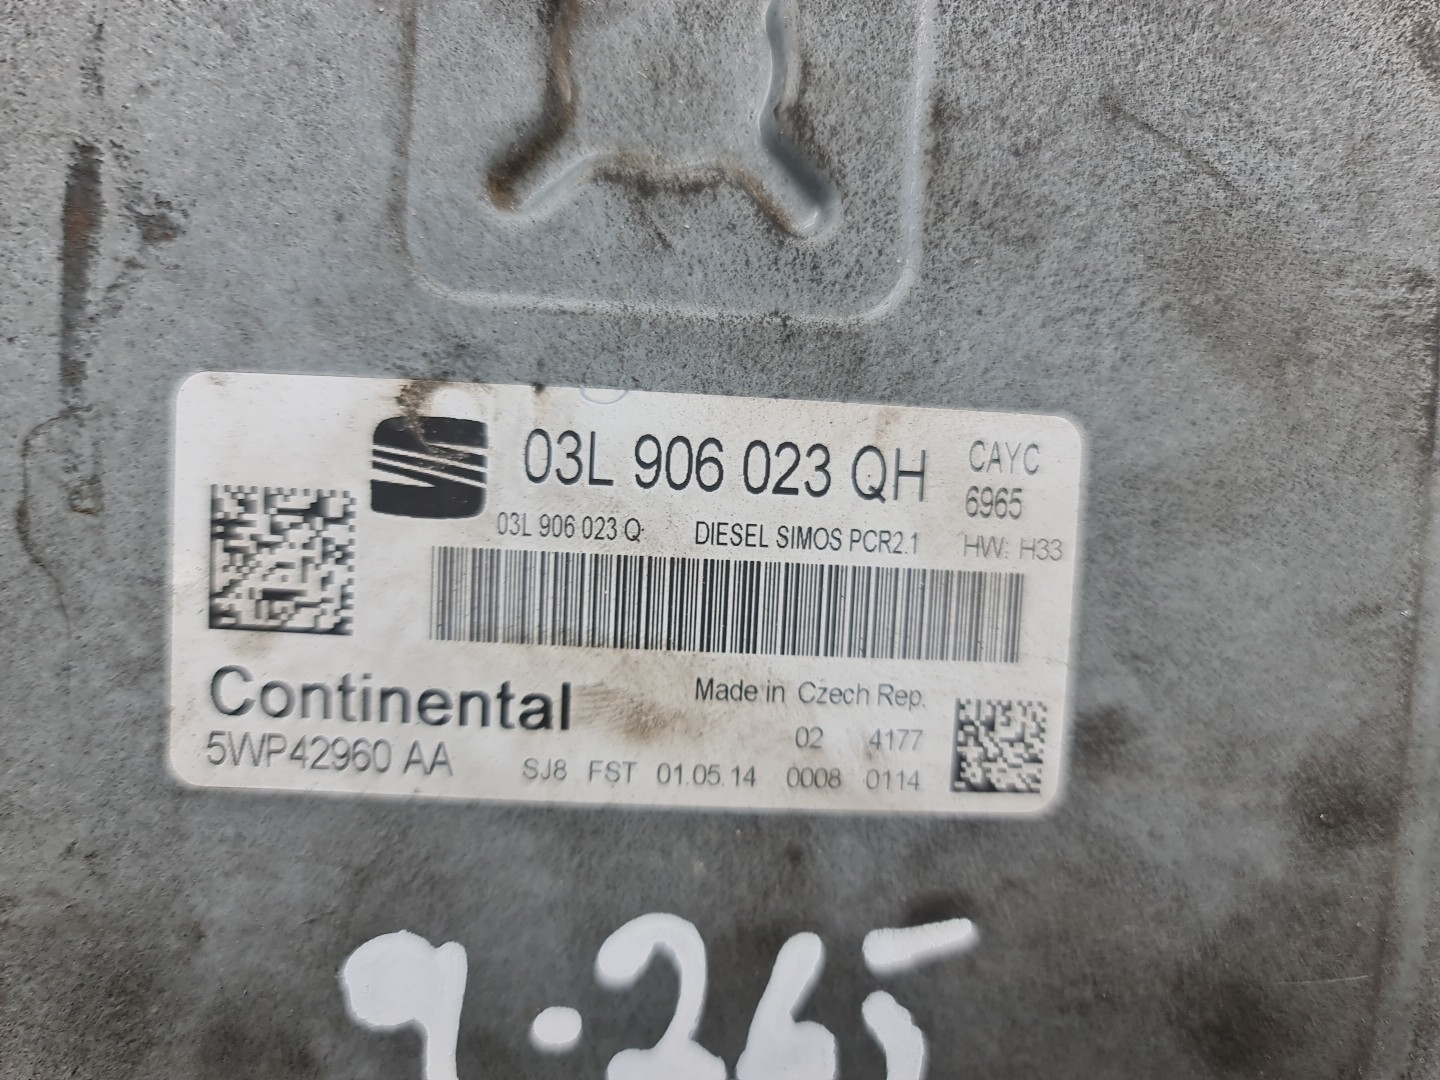 03L 906 023 QH CAYC
6965
03L 906 023 Q DIESEL SIMOS PCR2.1 HW: H33
Continental Made in Czech Rep.
02 4177
5WP42960 AA SJ8 FST 01.05.14 0008 0114
9.265